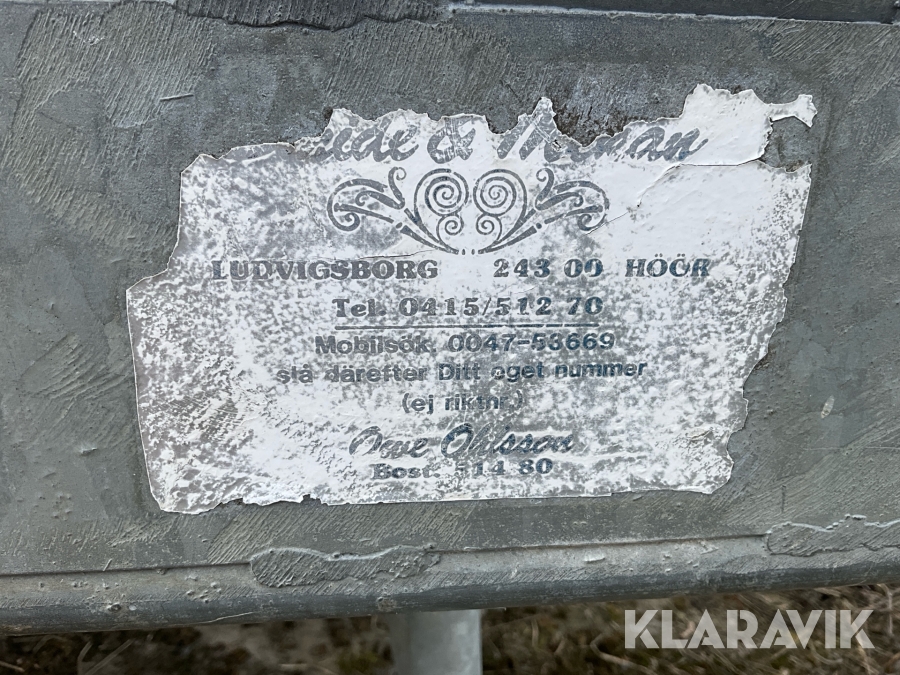 &
LUDVIGSBORG 243 00 HÖÖR
Tel. 0415/512 70
Mobilsök. 0047-53669
slå därefter Ditt eget nummer
(ej riktnr.)
Owe Ohlsson
Bost. 514 80
KLARAVIK